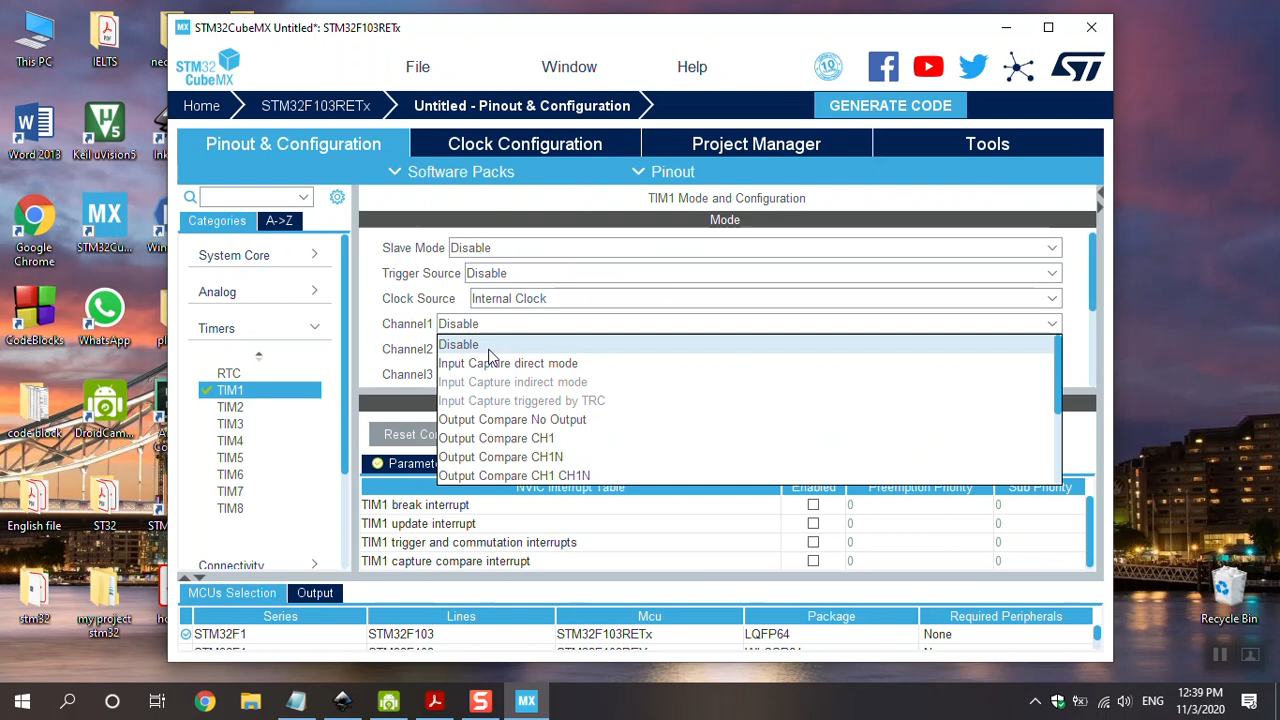 This PC
IELTS
Word 2013
Keil uVision5
Google
Chrome
STM32Cu...
CodeBlocks
WhatsApp
code block
DroidCam...
English file
ST32
stm32
my project
stm32
MX
STM32CubeMX Untitled*: STM32F103RETx
STM32
CubeMX
File
Window
Help
Home
STM32F103RETx
Untitled - Pinout & Configuration
GENERATE CODE
Pinout & Configuration
Clock Configuration
Project Manager
Tools
Software Packs
Pinout
Categories
A->Z
System Core
Analog
Timers
RTC
TIM1
TIM2
TIM3
TIM4
TIM5
TIM6
TIM7
TIM8
Connectivity
TIM1 Mode and Configuration
Mode
Slave Mode Disable
Trigger Source Disable
Clock Source Internal Clock
Channel1 Disable
Channel2
Channel3
Disable
Input Capture direct mode
Input Capture indirect mode
Input Capture triggered by TRC
Output Compare No Output
Output Compare CH1
Output Compare CH1N
Output Compare CH1 CH1N
Reset Co
Paramet
NVIC Interrupt Table Enabled Preemption Priority Sub Priority
TIM1 break interrupt 0 0
TIM1 update interrupt 0 0
TIM1 trigger and commutation interrupts 0 0
TIM1 capture compare interrupt 0 0
MCUs Selection
Output
Series Lines Mcu Package Required Peripherals
STM32F1 STM32F103 STM32F103RETx LQFP64 None
Recycle Bin
MX
ENG
12:39 PM
11/3/2020